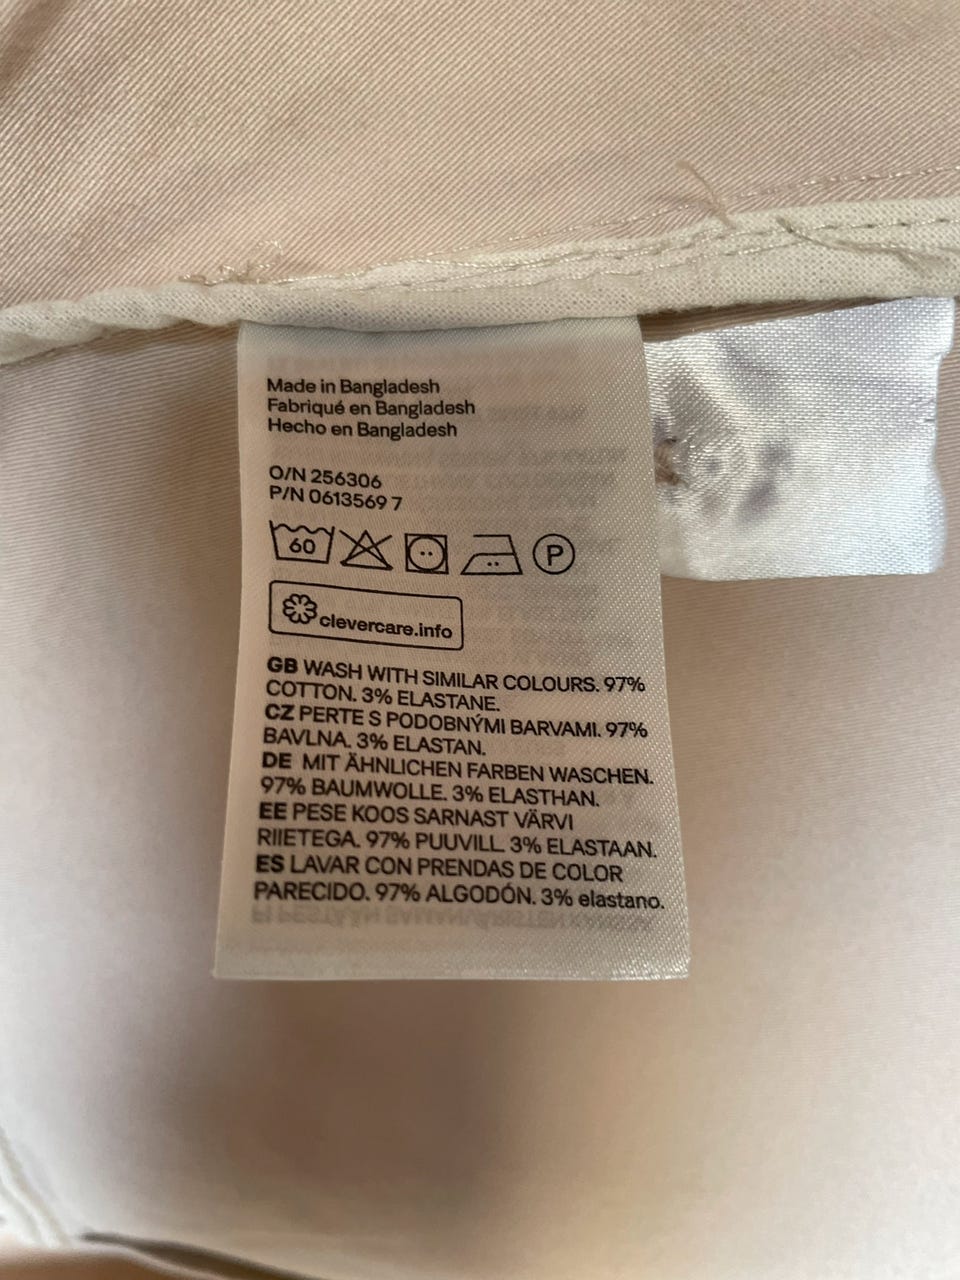 Made in Bangladesh
Fabriqué en Bangladesh
Hecho en Bangladesh
O/N 256306
P/N 0613569 7
60 P
clevercare.info
GB WASH WITH SIMILAR COLOURS. 97%
COTTON. 3% ELASTANE.
CZ PERTE S PODOBNÝMI BARVAMI. 97%
BAVLNA. 3% ELASTAN.
DE MIT ÄHNLICHEN FARBEN WASCHEN.
97% BAUMWOLLE. 3% ELASTHAN.
EE PESE KOOS SARNAST VÄRVI
RIIETEGA. 97% PUUVILL. 3% ELASTAAN.
ES LAVAR CON PRENDAS DE COLOR
PARECIDO. 97% ALGODÓN. 3% elastano.